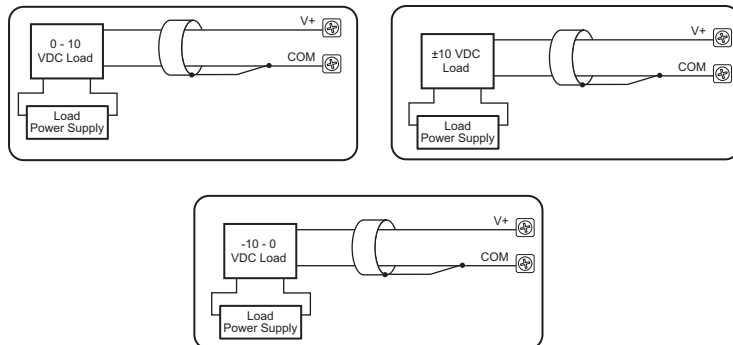 0 - 10
VDC Load
V+
COM
Load
Power Supply
±10 VDC
Load
V+
COM
Load
Power Supply
-10 - 0
VDC Load
V+
COM
Load
Power Supply